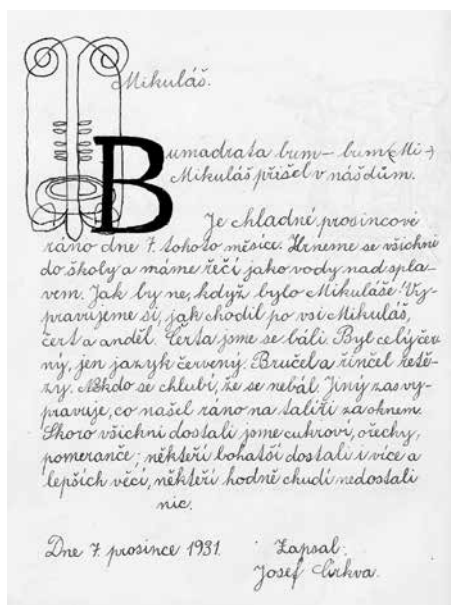 Mikuláš.
Bumadrata bum – bum (Mi-)
Mikuláš přišel v náš dům.
Je chladné prosincové
ráno dne 7. tohoto měsíce. Hrneme se všichni
do školy a máme řečí jako vody nad spla-
vem. Jak by ne, když bylo Mikuláše! Vy-
pravujeme si, jak chodil po vsi Mikuláš,
čert a anděl. Čerta jsme se báli. Byl celý čer-
ný, jen jazyk červený. Bručel a řinčel řetě-
zy. Někdo se chlubí, že se nebál. Jiný zas vy-
pravuje, co našel ráno na talíři za oknem.
Skoro všichni dostali jsme cukroví, ořechy,
pomeranče; někteří bohatší dostali i více a
lepších věcí, někteří hodně chudí nedostali
nic.
Dne 7. prosince 1931. Zapsal:
Josef Církva.